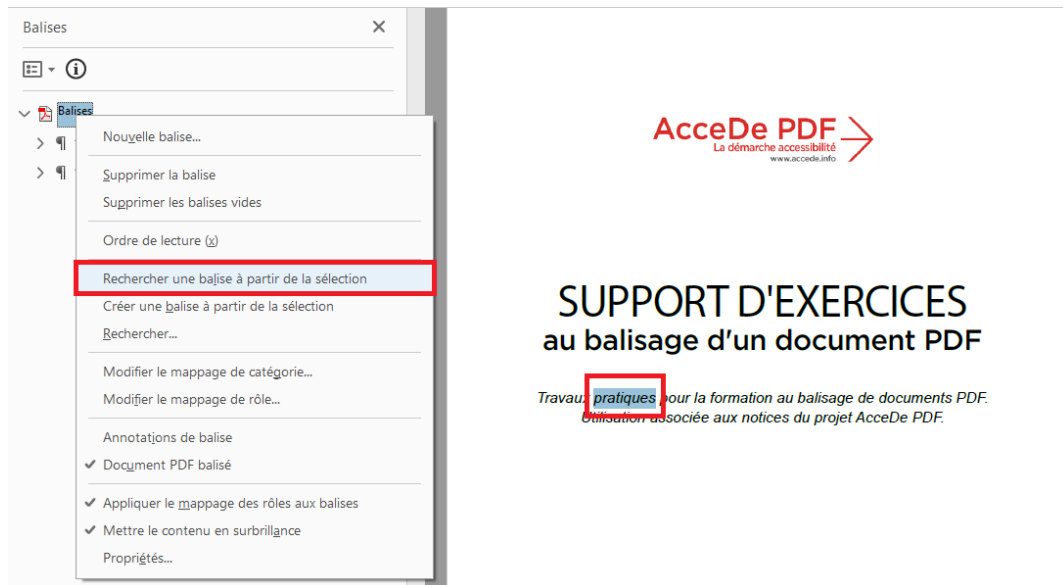 Balises
Balises
Nouvelle balise...
Supprimer la balise
Supprimer les balises vides
Ordre de lecture (x)
Rechercher une balise à partir de la sélection
Créer une balise à partir de la sélection
Rechercher...
Modifier le mappage de catégorie...
Modifier le mappage de rôle...
Annotations de balise
Document PDF balisé
Appliquer le mappage des rôles aux balises
Mettre le contenu en surbrillance
Propriétés...
AcceDe PDF
La démarche accessibilité
www.accede.info
SUPPORT D'EXERCICES
au balisage d'un document PDF
Travaux pratiques pour la formation au balisage de documents PDF.
Utilisation associée aux notices du projet AcceDe PDF.